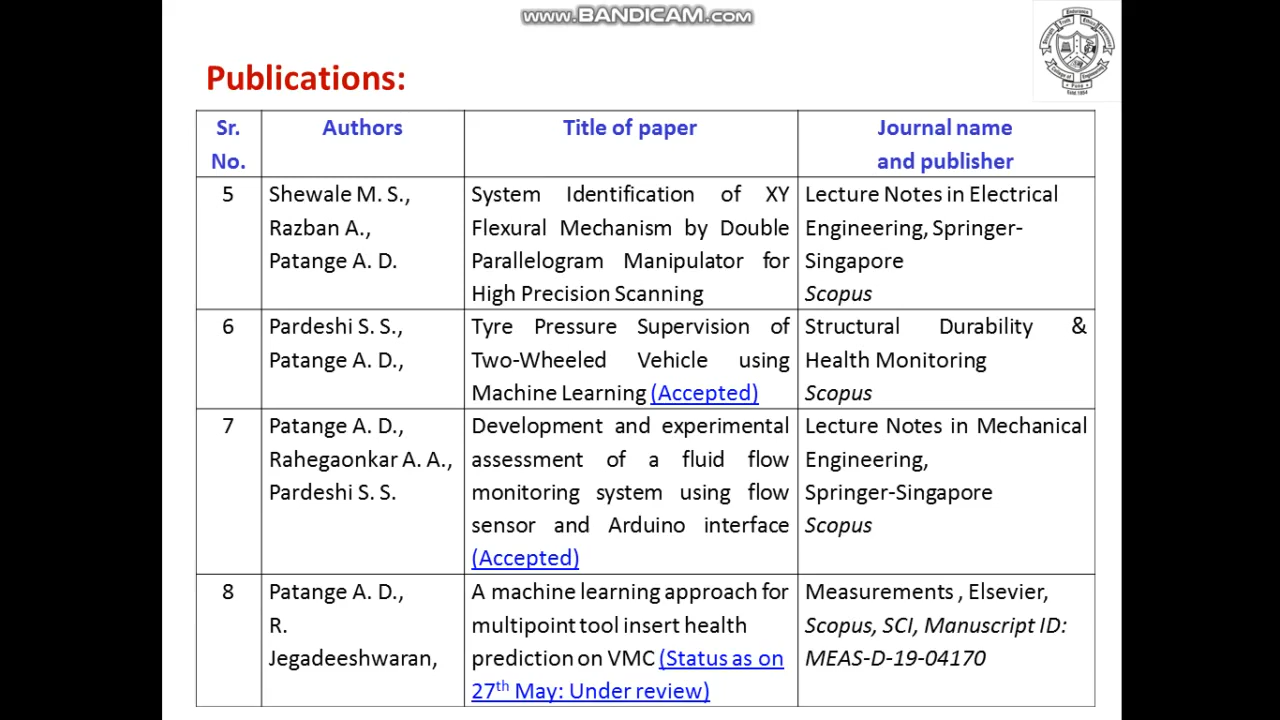 www.BANDICAM.com
Publications:
Sr.
No.
Authors
Title of paper
Journal name
and publisher
5
Shewale M. S.,
Razban A.,
Patange A. D.
System Identification of XY
Flexural Mechanism by Double
Parallelogram Manipulator for
High Precision Scanning
Lecture Notes in Electrical
Engineering, Springer-
Singapore
Scopus
6
Pardeshi S. S.,
Patange A. D.,
Tyre Pressure Supervision of
Two-Wheeled Vehicle using
Machine Learning (Accepted)
Structural Durability &
Health Monitoring
Scopus
7
Patange A. D.,
Rahegaonkar A. A.,
Pardeshi S. S.
Development and experimental
assessment of a fluid flow
monitoring system using flow
sensor and Arduino interface
(Accepted)
Lecture Notes in Mechanical
Engineering,
Springer-Singapore
Scopus
8
Patange A. D.,
R.
Jegadeeshwaran,
A machine learning approach for
multipoint tool insert health
prediction on VMC (Status as on
27th May: Under review)
Measurements , Elsevier,
Scopus, SCI, Manuscript ID:
MEAS-D-19-04170